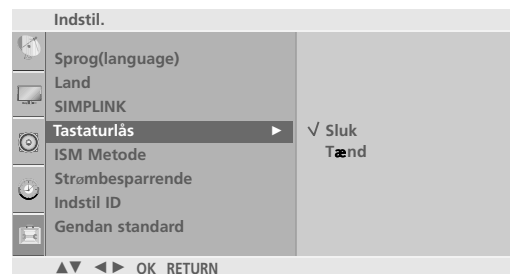 Indstil.
Sprog(language)
Land
SIMPLINK
Tastaturlås ►
ISM Metode
Strømbesparrende
Indstil ID
Gendan standard
√ Sluk
Tænd
▲▼ ◄► OK RETURN